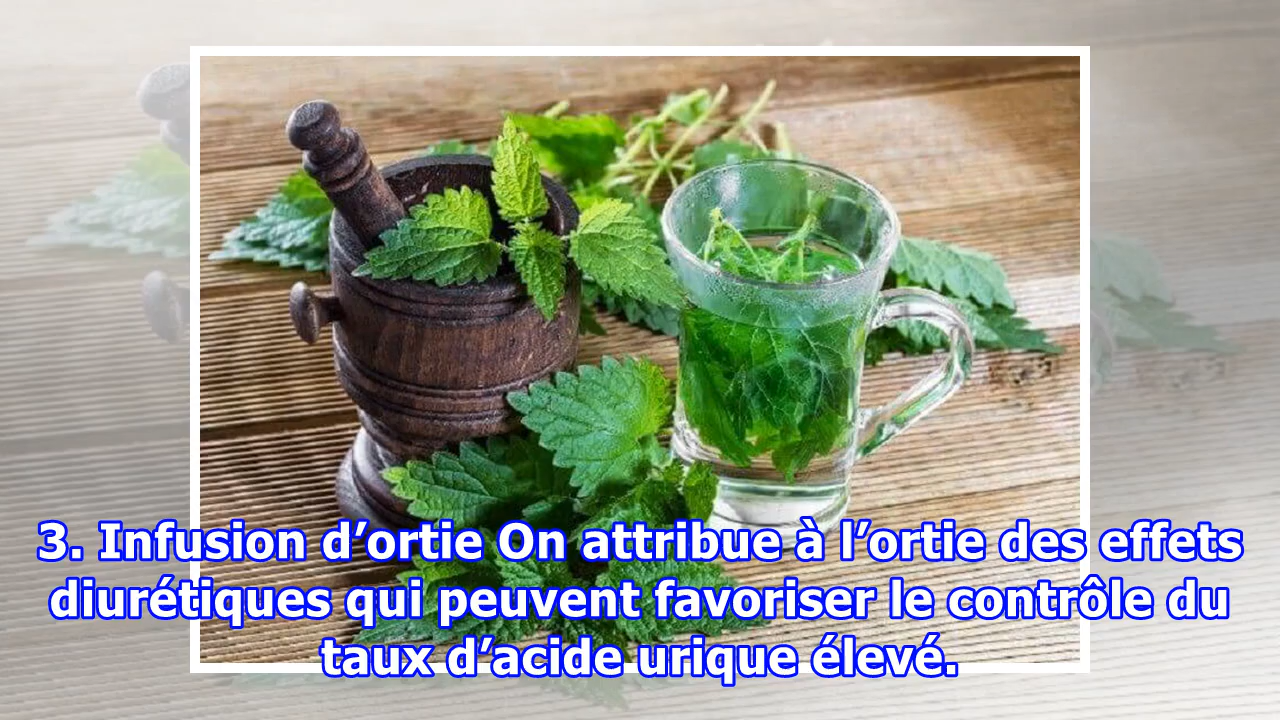 3. Infusion d’ortie On attribue à l’ortie des effets
diurétiques qui peuvent favoriser le contrôle du
taux d’acide urique élevé.